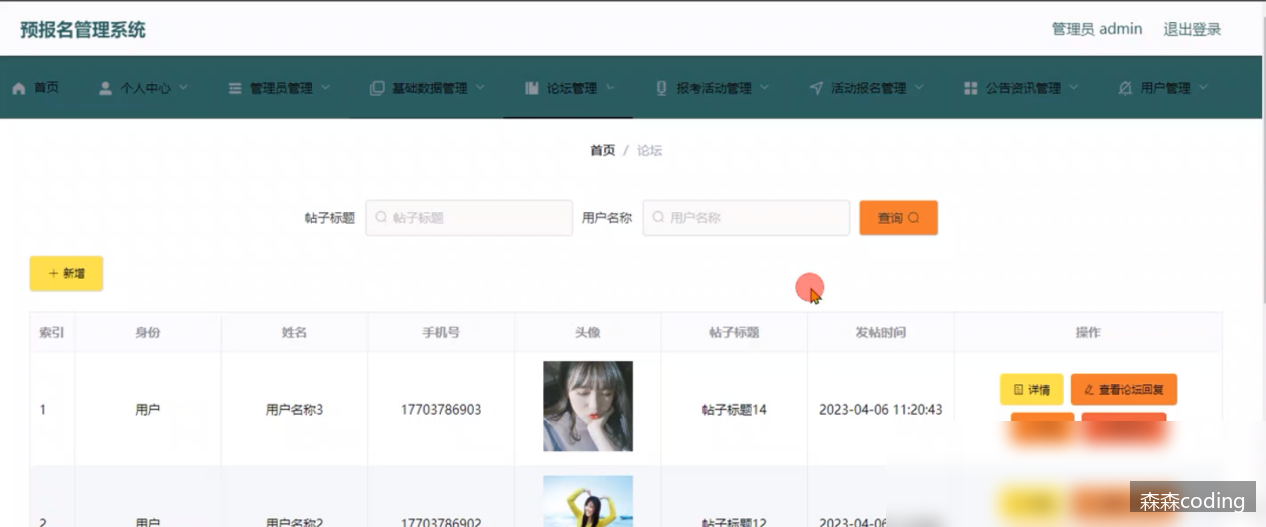 预报名管理系统 管理员 admin 退出登录
首页 个人中心 管理员管理 基础数据管理 论坛管理 报考活动管理 活动报名管理 公告资讯管理 用户管理
首页 / 论坛
帖子标题 帖子标题 用户名称 用户名称 查询
+ 新增
索引 身份 姓名 手机号 头像 帖子标题 发帖时间 操作
1 用户 用户名称3 17703786903 帖子标题14 2023-04-06 11:20:43 详情 查看论坛回复
2 用户 用户名称2 17703786902 帖子标题12 2023-04-06
森森coding